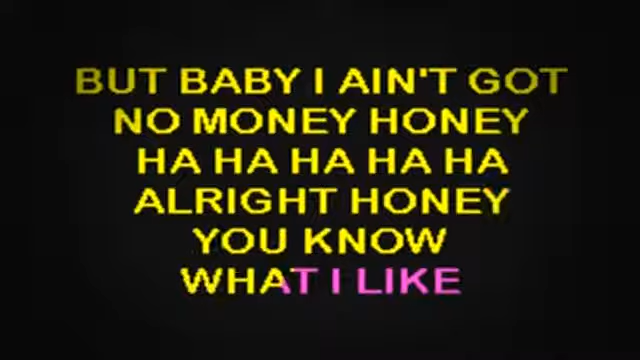 BUT BABY I AIN'T GOT
NO MONEY HONEY
HA HA HA HA HA
ALRIGHT HONEY
YOU KNOW
WHAT I LIKE